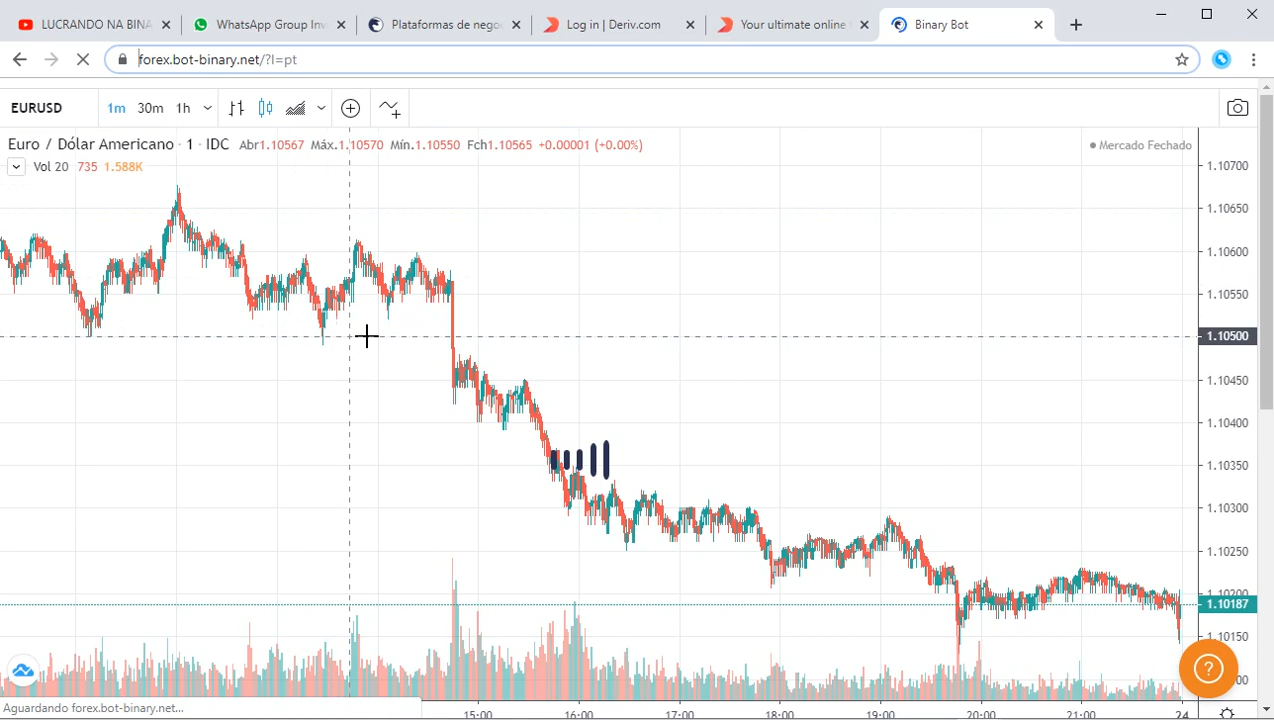 LUCRANDO NA BINA
WhatsApp Group Inv
Plataformas de nego
Log in | Deriv.com
Your ultimate online
Binary Bot
forex.bot-binary.net/?l=pt
EURUSD 1m 30m 1h
Euro / Dólar Americano · 1 · IDC Abr1.10567 Máx.1.10570 Mín.1.10550 Fch1.10565 +0.00001 (+0.00%)
Mercado Fechado
Vol 20 735 1.588K
1.10700
1.10650
1.10600
1.10550
1.10500
1.10450
1.10400
1.10350
1.10300
1.10250
1.10200
1.10187
1.10150
Aguardando forex.bot-binary.net...
15:00 16:00 17:00 18:00 19:00 20:00 21:00 22:00 24